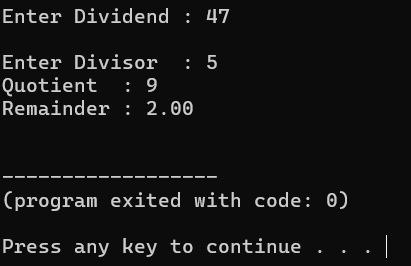 Enter Dividend : 47
Enter Divisor  : 5
Quotient  : 9
Remainder : 2.00
------------------
(program exited with code: 0)
Press any key to continue . . .